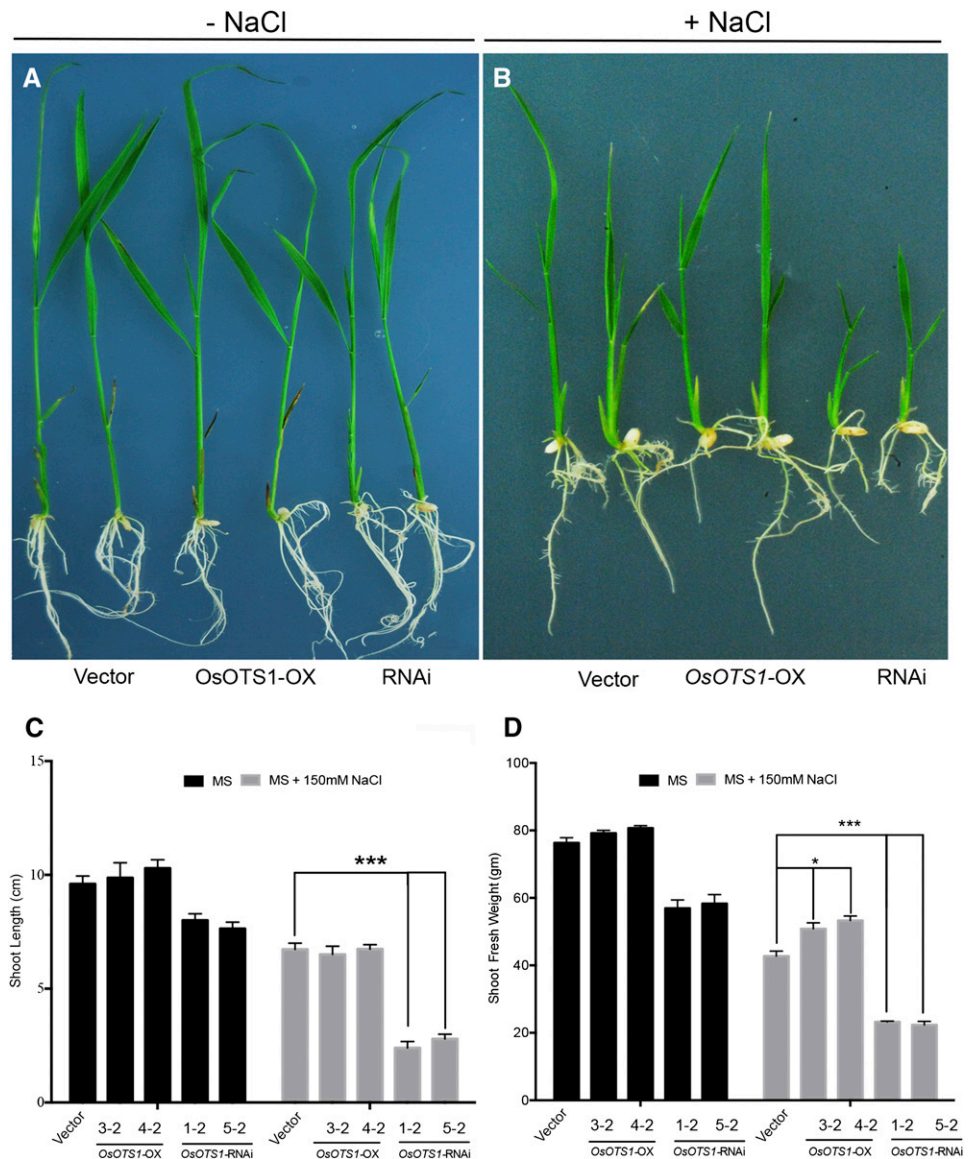 - NaCl
+ NaCl
A
B
Vector OsOTS1-OX RNAi
Vector OsOTS1-OX RNAi
C
Shoot Length (cm)
15
10
5
0
MS MS + 150mM NaCl
***
Vector 3-2 4-2 1-2 5-2 Vector 3-2 4-2 1-2 5-2
OsOTS1-OX OsOTS1-RNAi OsOTS1-OX OsOTS1-RNAi
D
Shoot Fresh Weight (gm)
100
80
60
40
20
0
MS MS + 150mM NaCl
***
*
Vector 3-2 4-2 1-2 5-2 Vector 3-2 4-2 1-2 5-2
OsOTS1-OX OsOTS1-RNAi OsOTS1-OX OsOTS1-RNAi